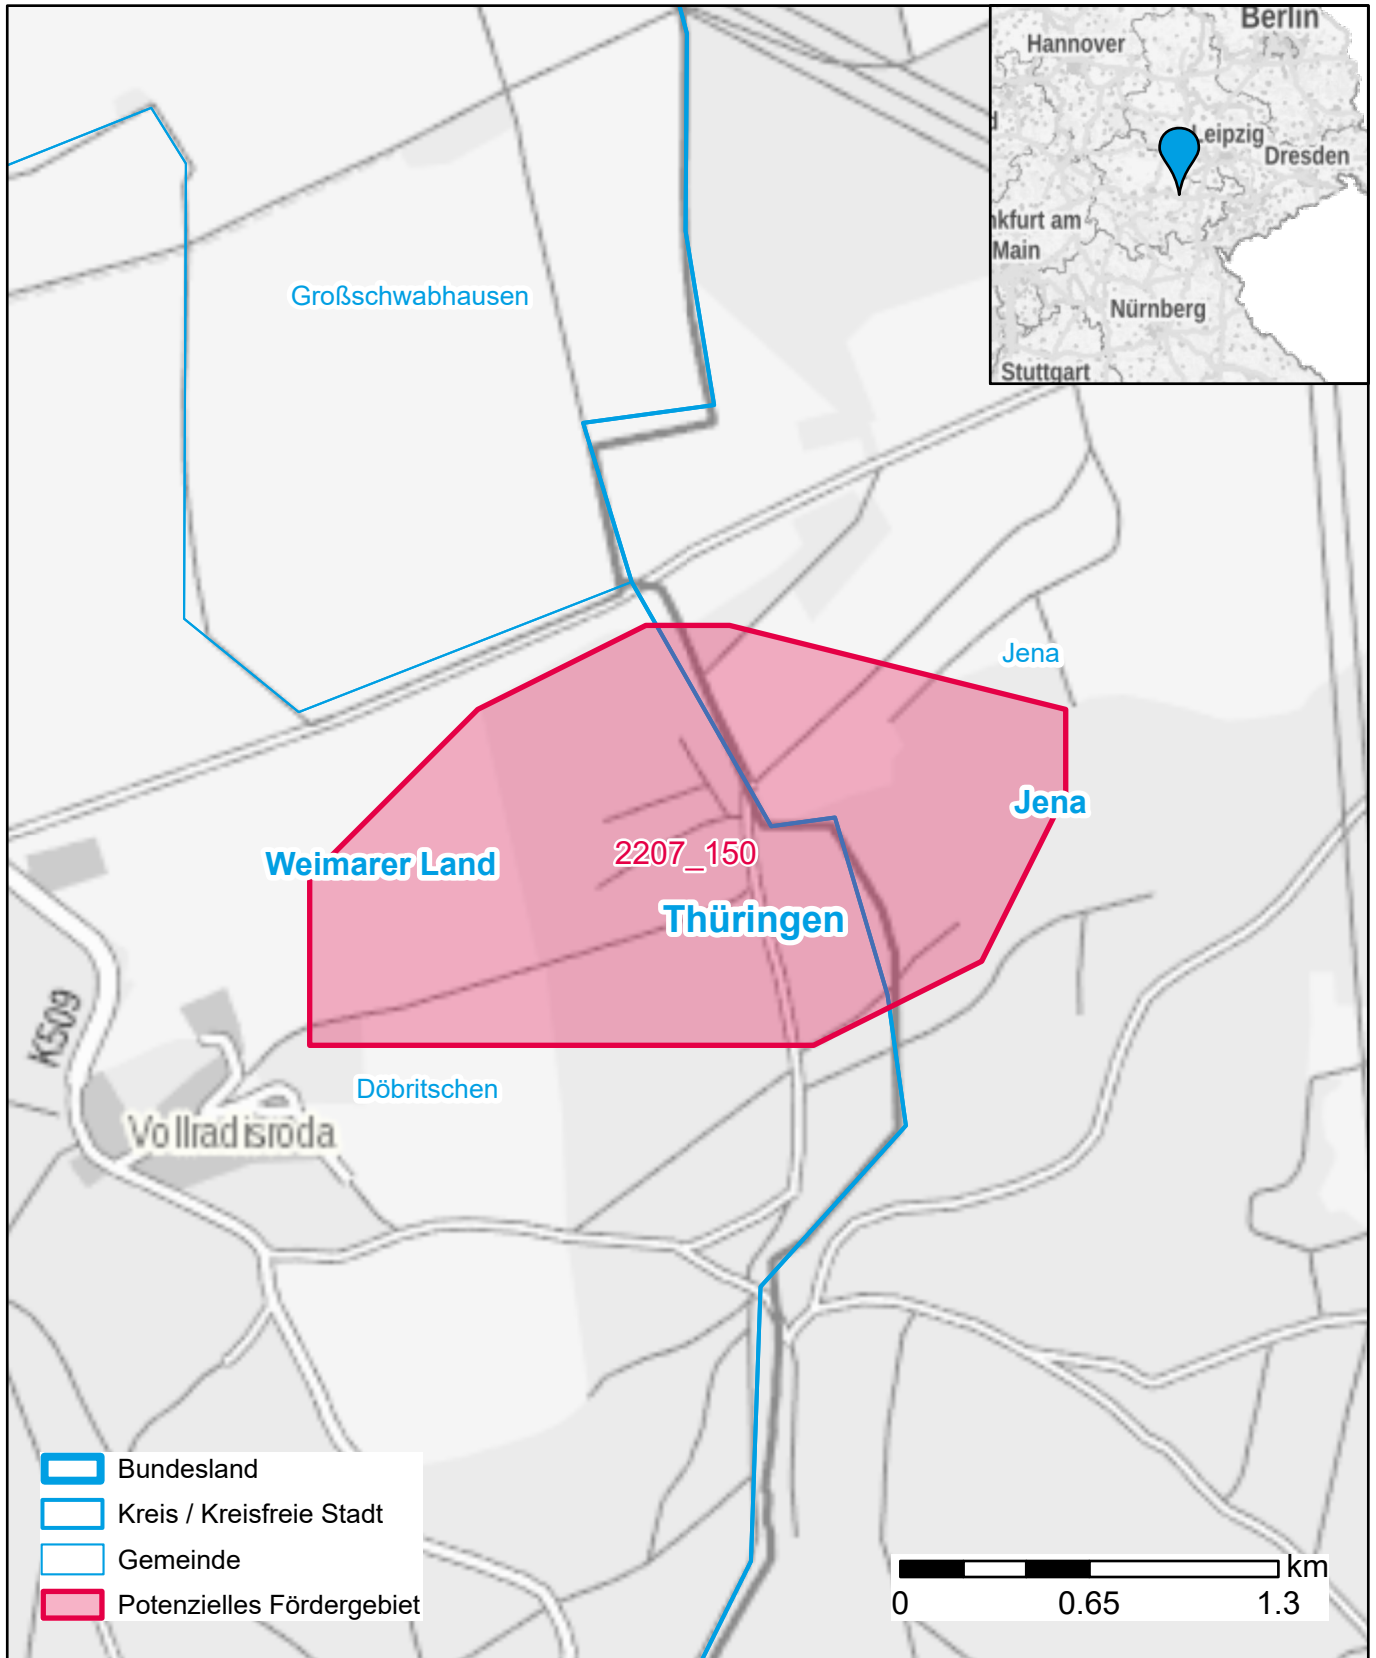 Berlin
Hannover
Leipzig
Dresden
nkfurt am
Main
Nürnberg
Stuttgart
Großschwabhausen
Jena
Jena
Weimarer Land
2207_150
Thüringen
K509
Döbritschen
Vollradisroda
Bundesland
Kreis / Kreisfreie Stadt
Gemeinde
Potenzielles Fördergebiet
km
0 0.65 1.3